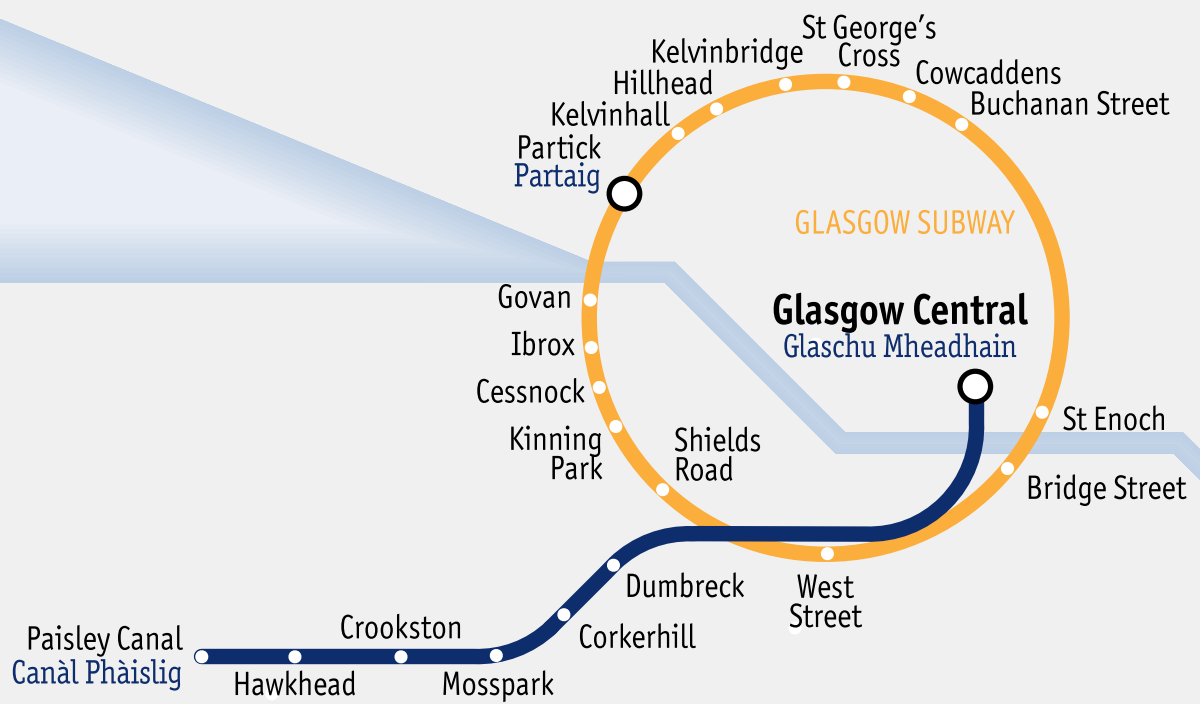 St George's
Cross
Kelvinbridge
Cowcaddens
Hillhead
Buchanan Street
Kelvinhall
Partick
Partaig
GLASGOW SUBWAY
Govan
Glasgow Central
Glaschu Mheadhain
Ibrox
Cessnock
St Enoch
Kinning
Park
Shields
Road
Bridge Street
Dumbreck
West
Street
Crookston
Corkerhill
Paisley Canal
Canàl Phàislig
Hawkhead
Mosspark